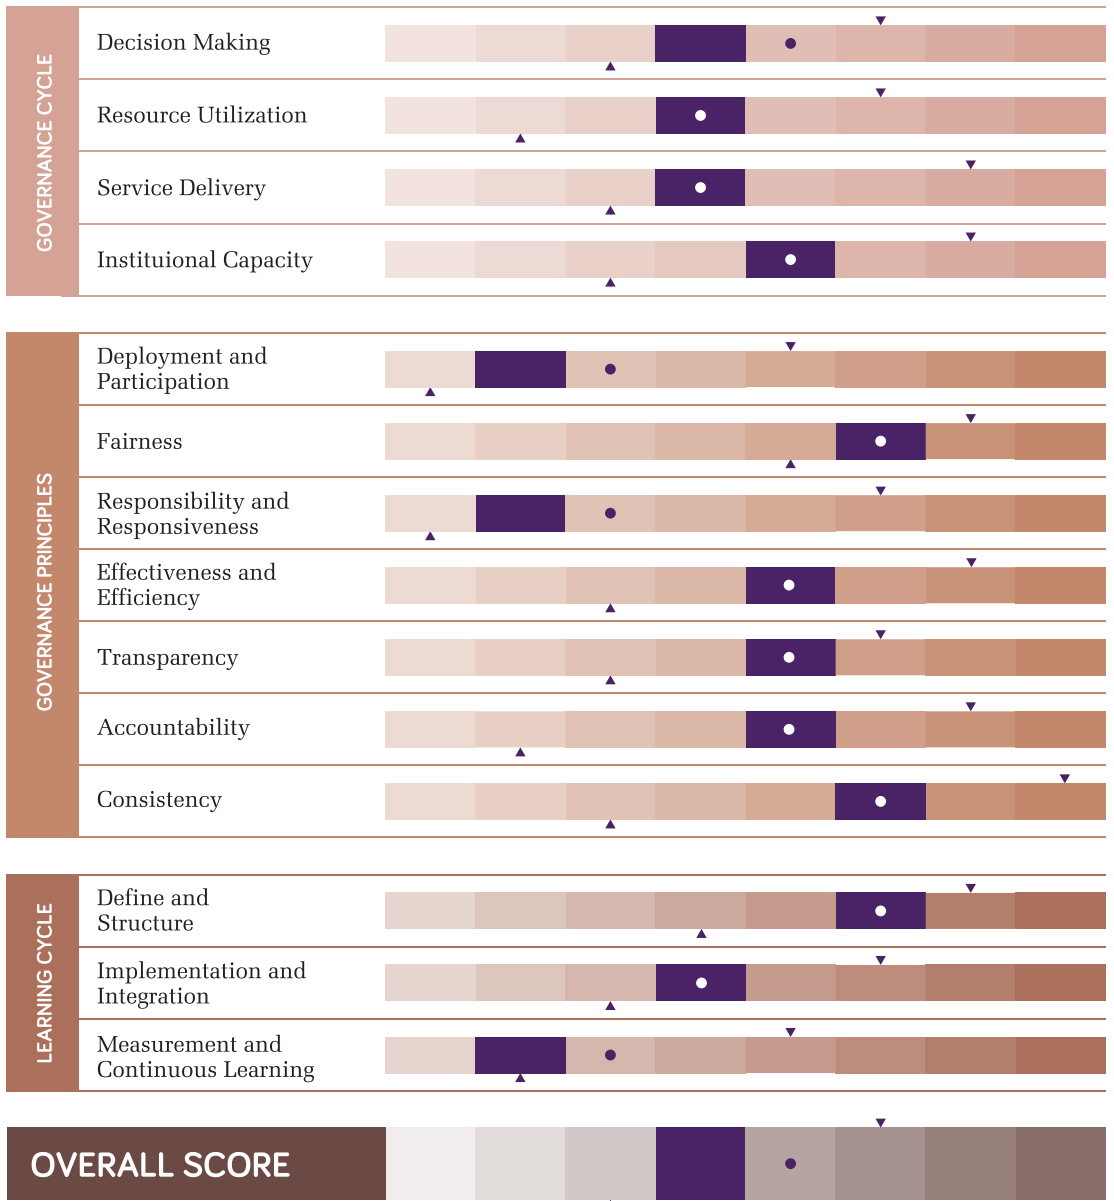 GOVERNANCE CYCLE
Decision Making
Resource Utilization
Service Delivery
Instituional Capacity
GOVERNANCE PRINCIPLES
Deployment and
Participation
Fairness
Responsibility and
Responsiveness
Effectiveness and
Efficiency
Transparency
Accountability
Consistency
LEARNING CYCLE
Define and
Structure
Implementation and
Integration
Measurement and
Continuous Learning
OVERALL SCORE